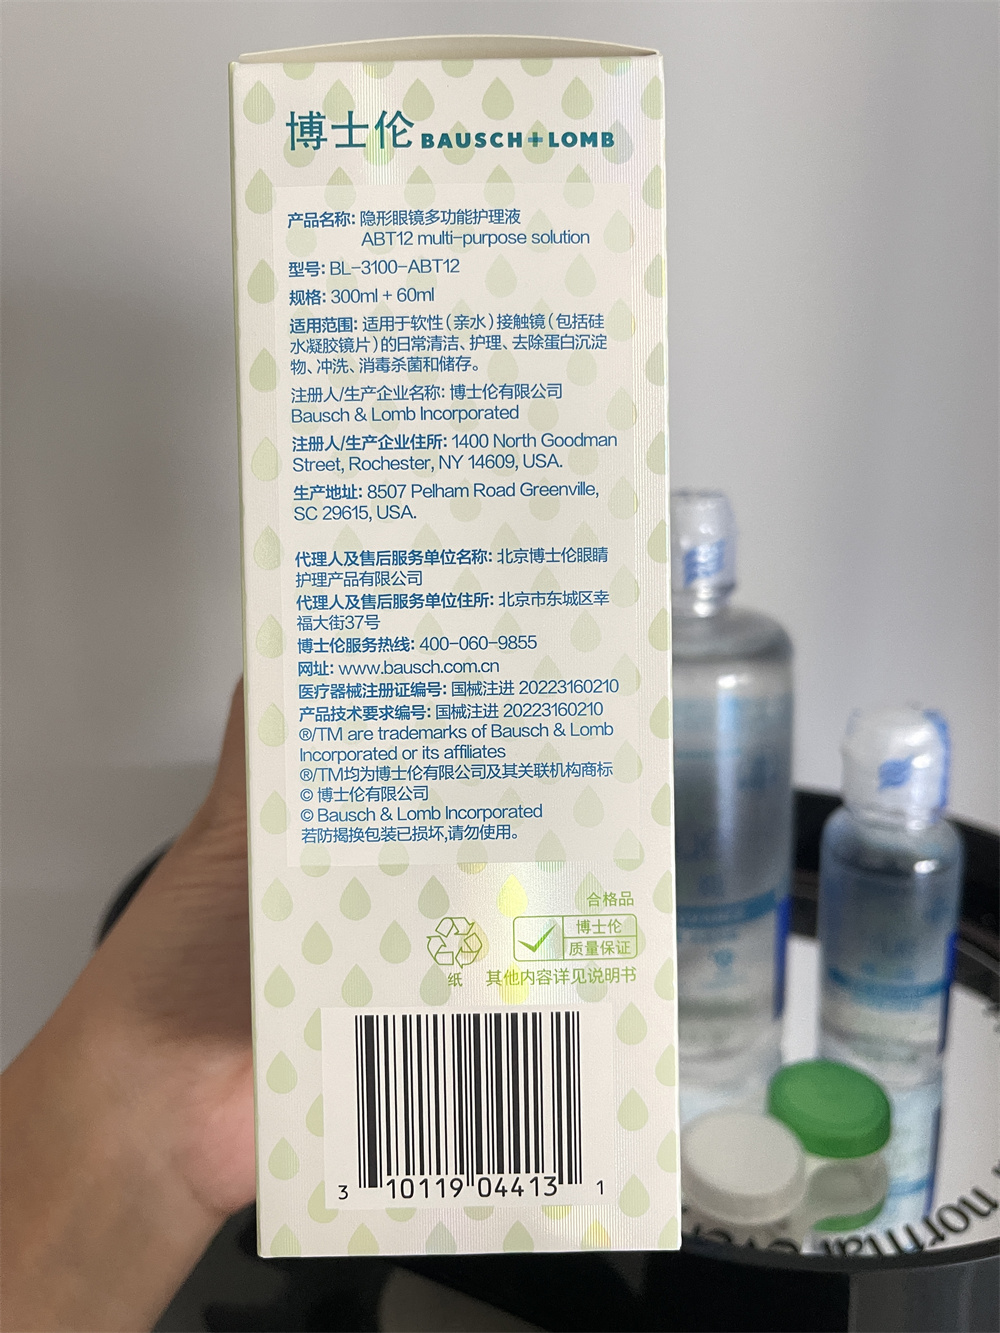 博士伦 BAUSCH+LOMB
产品名称: 隐形眼镜多功能护理液
ABT12 multi-purpose solution
型号: BL-3100-ABT12
规格: 300ml + 60ml
适用范围: 适用于软性(亲水)接触镜(包括硅
水凝胶镜片)的日常清洁、护理、去除蛋白沉淀
物、冲洗、消毒杀菌和储存。
注册人/生产企业名称: 博士伦有限公司
Bausch & Lomb Incorporated
注册人/生产企业住所: 1400 North Goodman
Street, Rochester, NY 14609, USA.
生产地址: 8507 Pelham Road Greenville,
SC 29615, USA.
代理人及售后服务单位名称: 北京博士伦眼睛
护理产品有限公司
代理人及售后服务单位住所: 北京市东城区幸
福大街37号
博士伦服务热线: 400-060-9855
网址: www.bausch.com.cn
医疗器械注册证编号: 国械注进 20223160210
产品技术要求编号: 国械注进 20223160210
®/TM are trademarks of Bausch & Lomb
Incorporated or its affiliates
®/TM均为博士伦有限公司及其关联机构商标
© 博士伦有限公司
© Bausch & Lomb Incorporated
若防揭换包装已损坏,请勿使用。
合格品
博士伦
质量保证
纸 其他内容详见说明书
3 10119 04413 1
normal